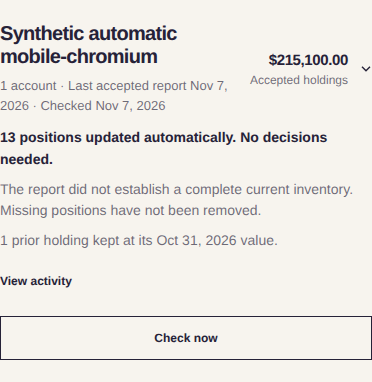 Synthetic automatic
mobile-chromium
$215,100.00
Accepted holdings
1 account · Last accepted report Nov 7,
2026 · Checked Nov 7, 2026
13 positions updated automatically. No decisions
needed.
The report did not establish a complete current inventory.
Missing positions have not been removed.
1 prior holding kept at its Oct 31, 2026 value.
View activity
Check now